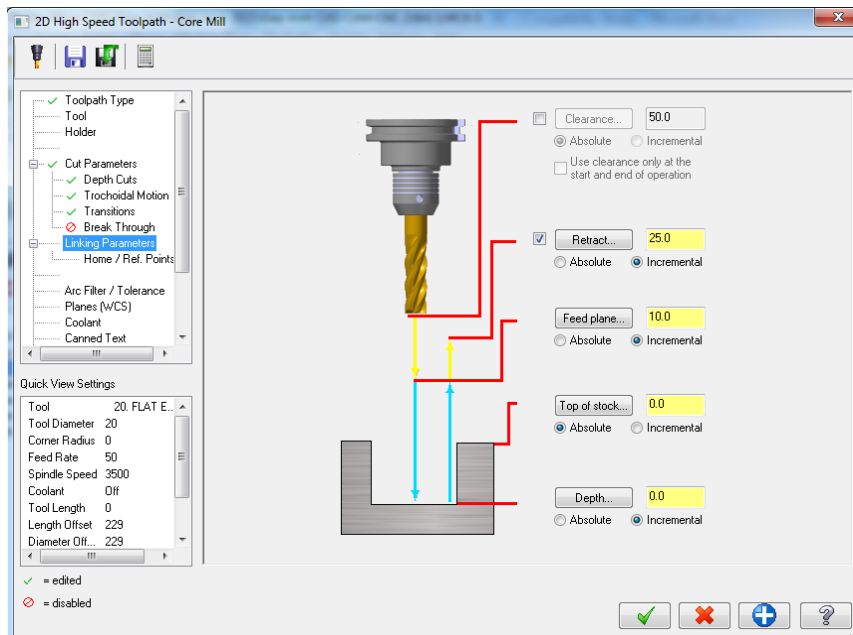 2D High Speed Toolpath - Core Mill
Toolpath Type
Tool
Holder
Cut Parameters
Depth Cuts
Trochoidal Motion
Transitions
Break Through
Linking Parameters
Home / Ref. Points
Arc Filter / Tolerance
Planes (WCS)
Coolant
Canned Text
Quick View Settings
Tool 20. FLAT E..
Tool Diameter 20
Corner Radius 0
Feed Rate 50
Spindle Speed 3500
Coolant Off
Tool Length 0
Length Offset 229
Diameter Off... 229
= edited
= disabled
Clearance... 50.0
Absolute Incremental
Use clearance only at the
start and end of operation
Retract... 25.0
Absolute Incremental
Feed plane... 10.0
Absolute Incremental
Top of stock... 0.0
Absolute Incremental
Depth... 0.0
Absolute Incremental